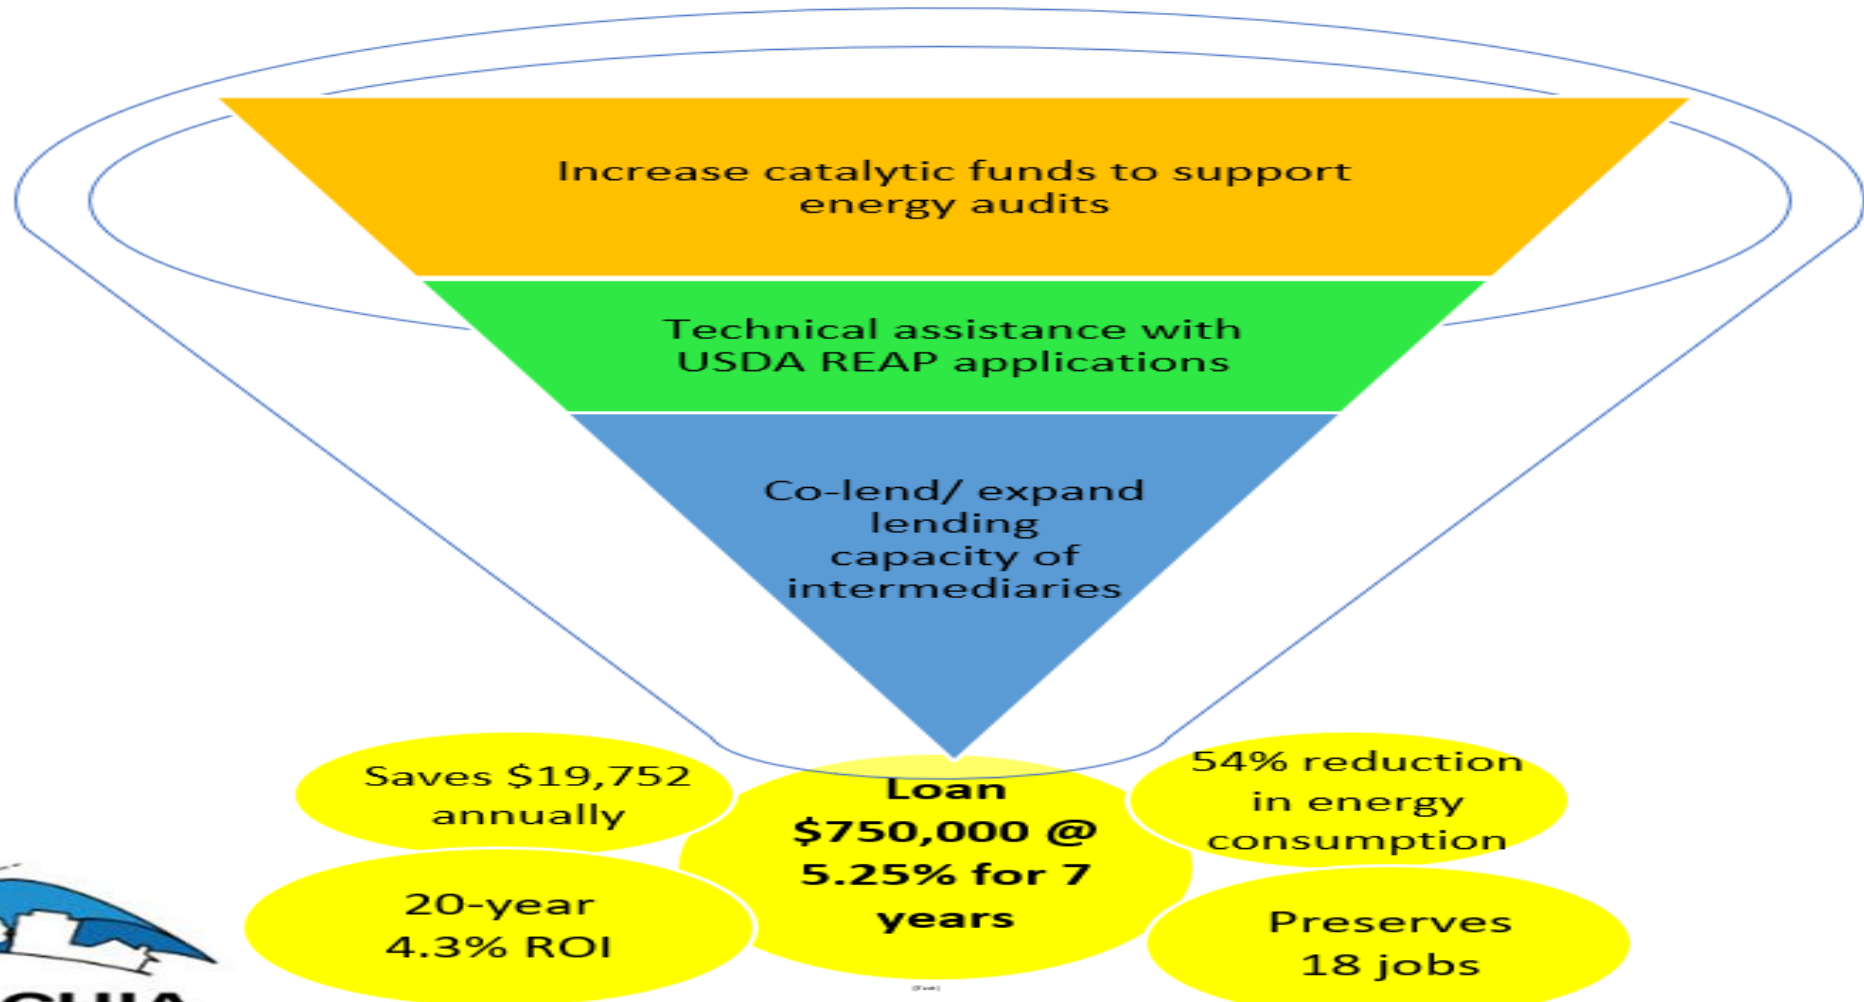 Increase catalytic funds to support
energy audits
Technical assistance with
USDA REAP applications
Co-lend/ expand
lending
capacity of
intermediaries
Saves $19,752
annually
20-year
4.3% ROI
Loan
$750,000 @
5.25% for 7
years
54% reduction
in energy
consumption
Preserves
18 jobs